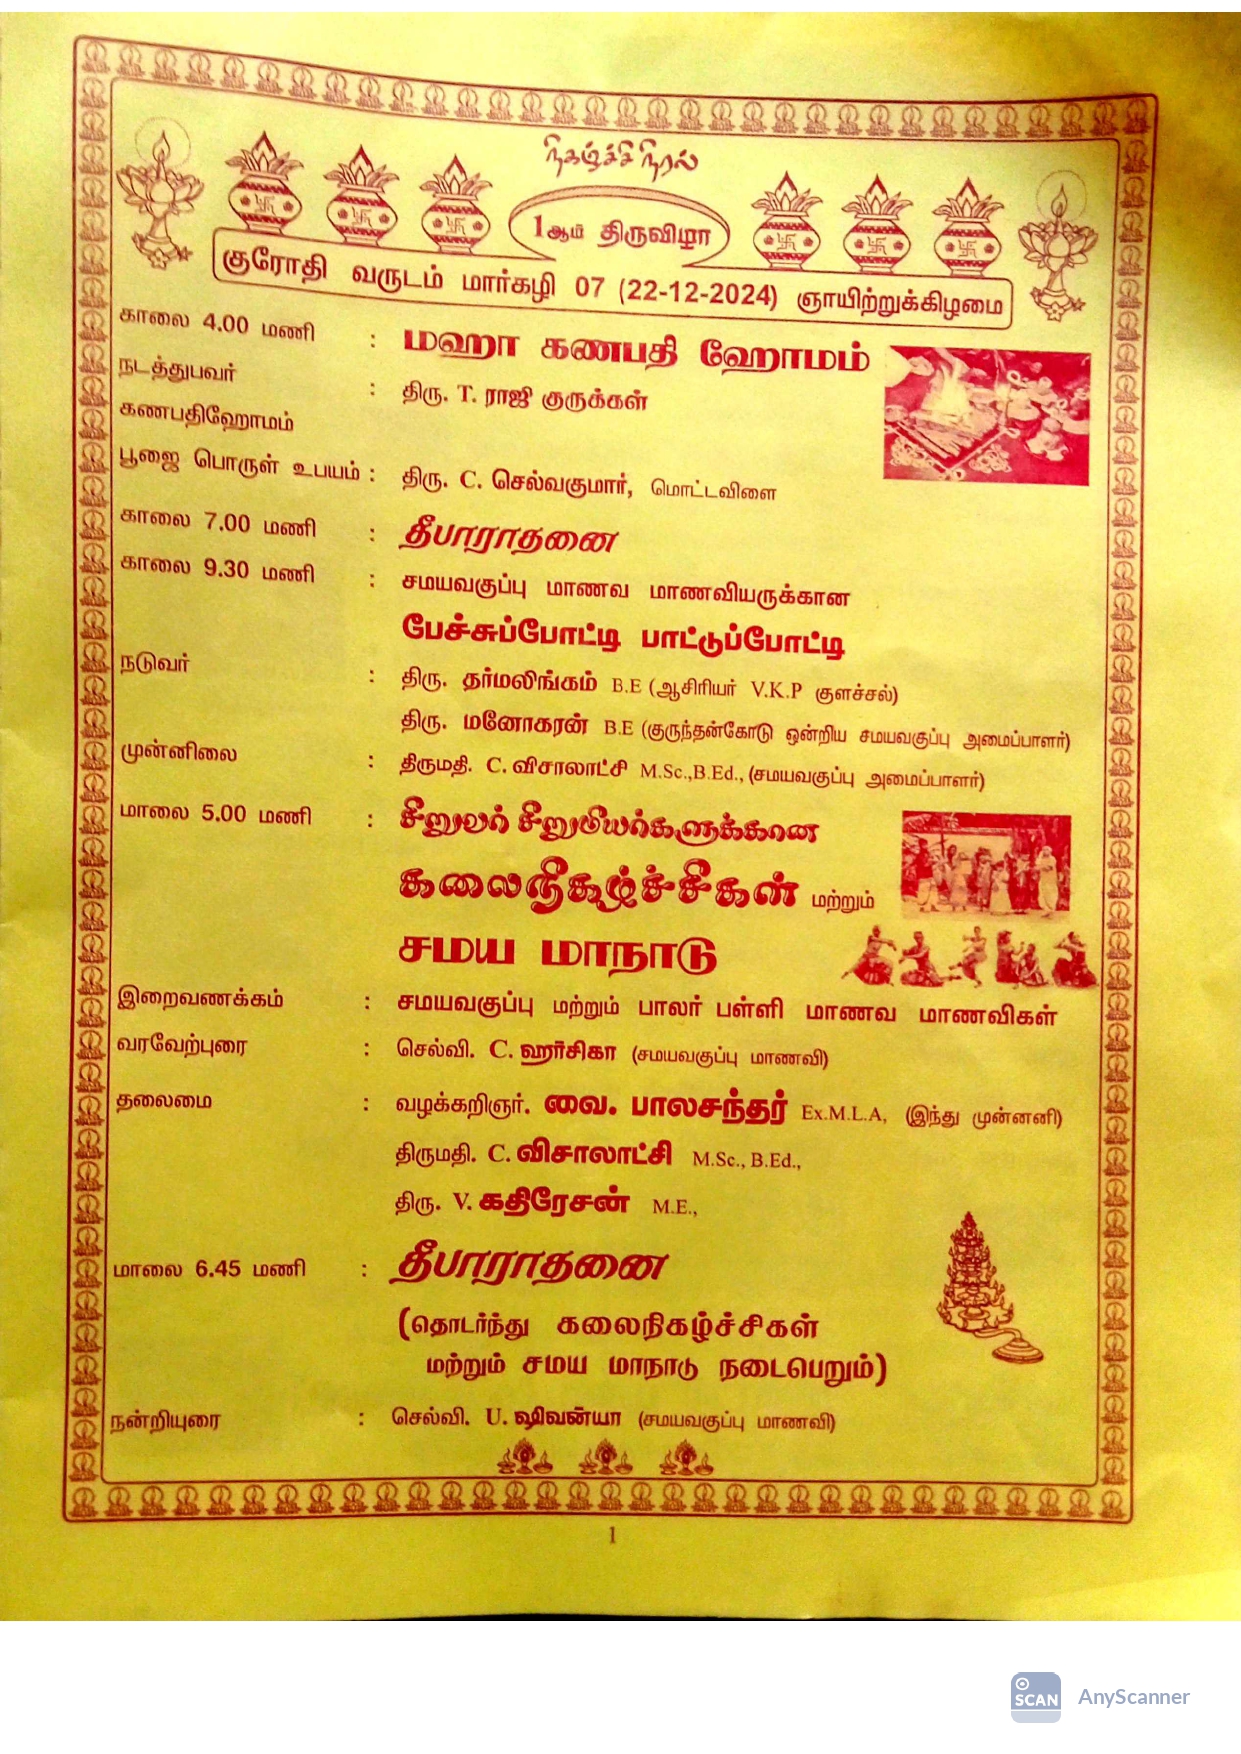 நிகழ்ச்சி நிரல்
1ஆம் திருவிழா
குரோதி வருடம் மார்கழி 07 (22-12-2024) ஞாயிற்றுக்கிழமை
காலை 4.00 மணி : மஹா கணபதி ஹோமம்
நடத்துபவர் : திரு. T. ராஜி குருக்கள்
கணபதிஹோமம்
பூஜை பொருள் உபயம் : திரு. C. செல்வகுமார், மொட்டவிளை
காலை 7.00 மணி : தீபாராதனை
காலை 9.30 மணி : சமயவகுப்பு மாணவ மாணவியருக்கான
பேச்சுப்போட்டி பாட்டுப்போட்டி
நடுவர் : திரு. தர்மலிங்கம் B.E (ஆசிரியர் V.K.P குளச்சல்)
திரு. மனோகரன் B.E (குருந்தன்கோடு ஒன்றிய சமயவகுப்பு அமைப்பாளர்)
முன்னிலை : திருமதி. C. விசாலாட்சி M.Sc.,B.Ed., (சமயவகுப்பு அமைப்பாளர்)
மாலை 5.00 மணி : சிறுவர் சிறுமியர்களுக்கான
கலைநிகழ்ச்சிகள் மற்றும்
சமய மாநாடு
இறைவணக்கம் : சமயவகுப்பு மற்றும் பாலர் பள்ளி மாணவ மாணவிகள்
வரவேற்புரை : செல்வி. C. ஹர்சிகா (சமயவகுப்பு மாணவி)
தலைமை : வழக்கறிஞர். வை. பாலசந்தர் Ex.M.L.A, (இந்து முன்னனி)
திருமதி. C. விசாலாட்சி M.Sc., B.Ed.,
திரு. V. கதிரேசன் M.E.,
மாலை 6.45 மணி : தீபாராதனை
(தொடர்ந்து கலைநிகழ்ச்சிகள்
மற்றும் சமய மாநாடு நடைபெறும்)
நன்றியுரை : செல்வி. U. ஷிவன்யா (சமயவகுப்பு மாணவி)
1
SCAN AnyScanner